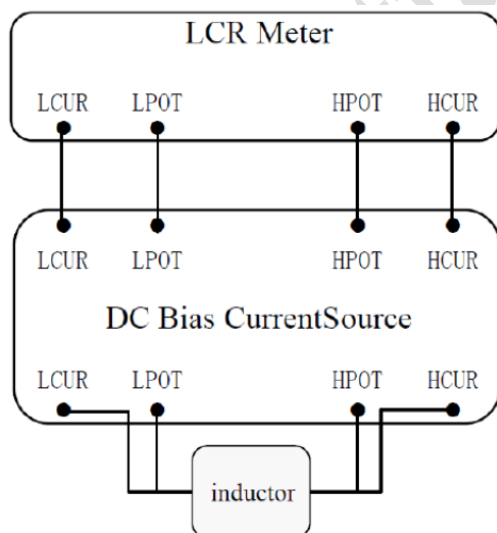 LCR Meter
LCUR LPOT HPOT HCUR
LCUR LPOT HPOT HCUR
DC Bias CurrentSource
LCUR LPOT HPOT HCUR
inductor